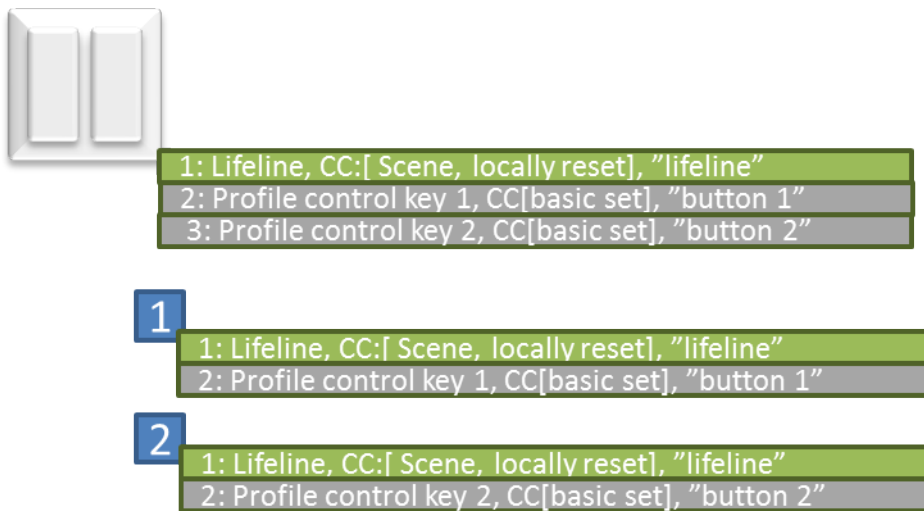 1: Lifeline, CC:[ Scene, locally reset], ”lifeline”
2: Profile control key 1, CC[basic set], ”button 1”
3: Profile control key 2, CC[basic set], ”button 2”
1
1: Lifeline, CC:[ Scene, locally reset], ”lifeline”
2: Profile control key 1, CC[basic set], ”button 1”
2
1: Lifeline, CC:[ Scene, locally reset], ”lifeline”
2: Profile control key 2, CC[basic set], ”button 2”